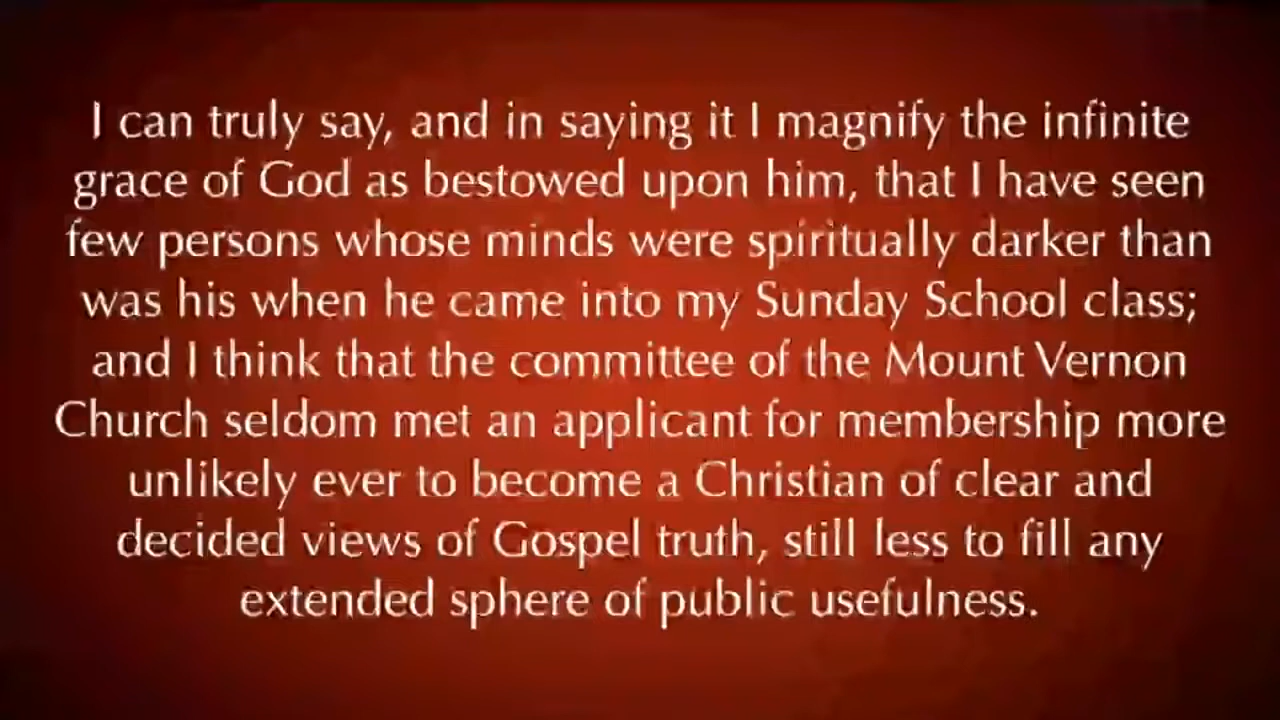 I can truly say, and in saying it I magnify the infinite
grace of God as bestowed upon him, that I have seen
few persons whose minds were spiritually darker than
was his when he came into my Sunday School class;
and I think that the committee of the Mount Vernon
Church seldom met an applicant for membership more
unlikely ever to become a Christian of clear and
decided views of Gospel truth, still less to fill any
extended sphere of public usefulness.